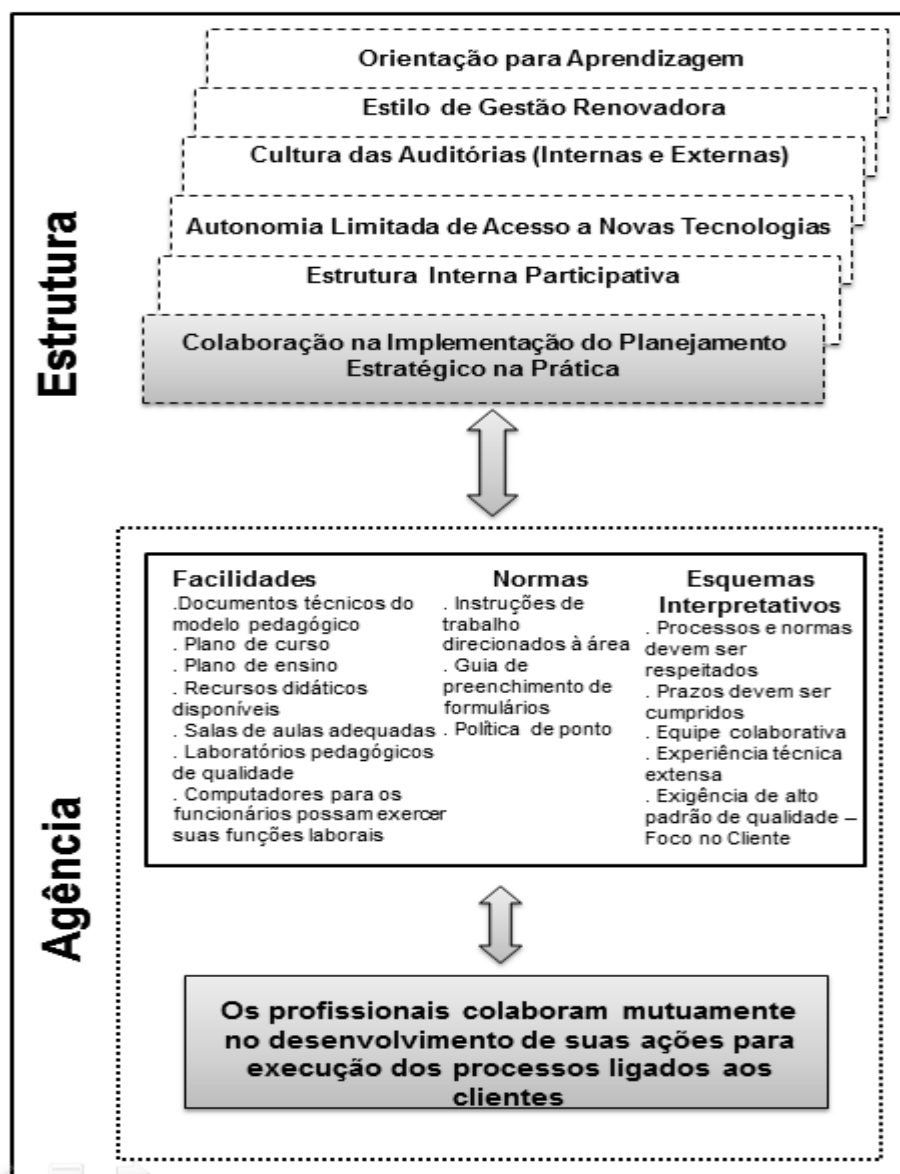 Estrutura
Orientação para Aprendizagem
Estilo de Gestão Renovadora
Cultura das Auditórias (Internas e Externas)
Autonomia Limitada de Acesso a Novas Tecnologias
Estrutura Interna Participativa
Colaboração na Implementação do Planejamento
Estratégico na Prática
Agência
Facilidades
.Documentos técnicos do
modelo pedagógico
. Plano de curso
. Plano de ensino
. Recursos didáticos
disponíveis
. Salas de aulas adequadas
. Laboratórios pedagógicos
de qualidade
. Computadores para os
funcionários possam exercer
suas funções laborais
Normas
. Instruções de
trabalho
direcionados à área
. Guia de
preenchimento de
formulários
. Política de ponto
Esquemas
Interpretativos
. Processos e normas
devem ser
respeitados
. Prazos devem ser
cumpridos
. Equipe colaborativa
. Experiência técnica
extensa
. Exigência de alto
padrão de qualidade –
Foco no Cliente
Os profissionais colaboram mutuamente
no desenvolvimento de suas ações para
execução dos processos ligados aos
clientes